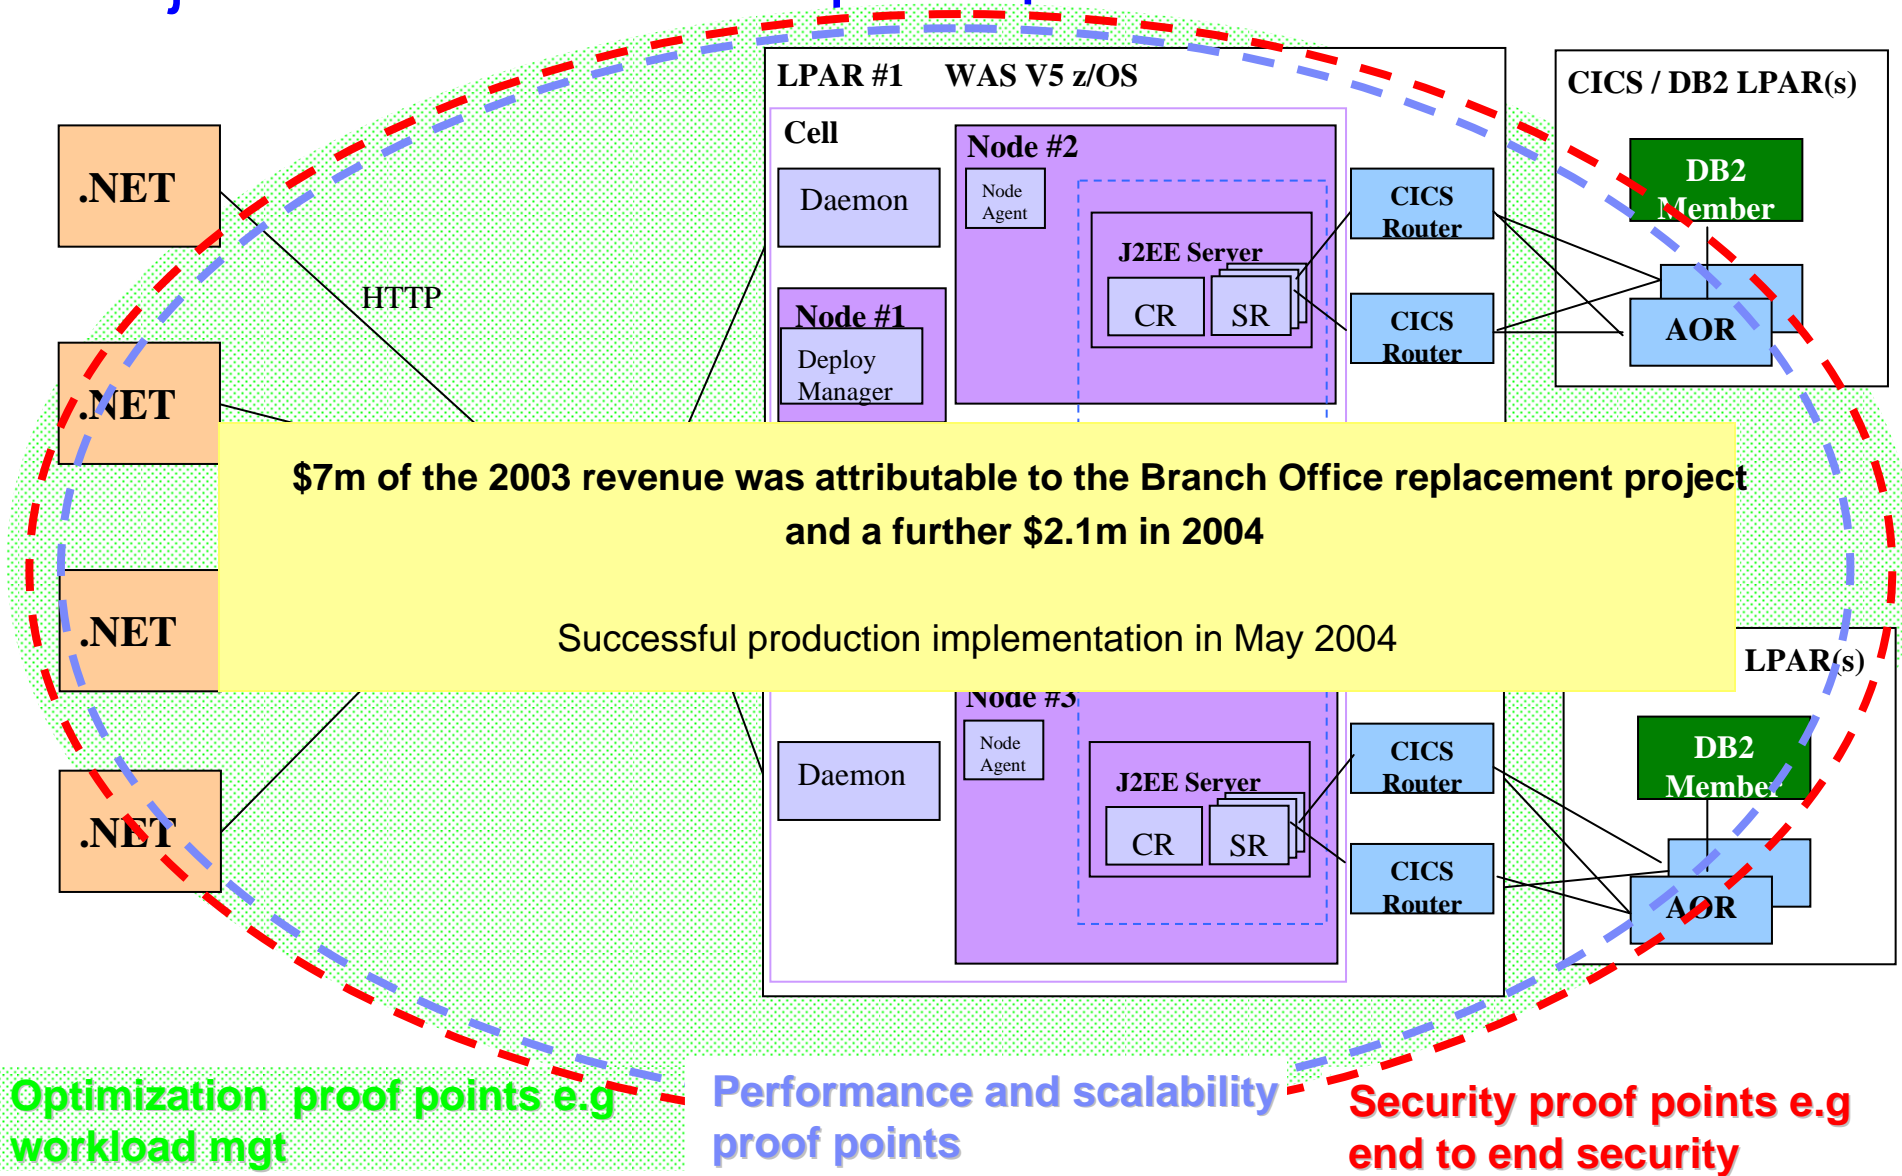 LPAR #1 WAS V5 z/OS
CICS / DB2 LPAR(s)
Cell
Node #2
.NET
Daemon
Node
Agent
CICS
Router
DB2
Member
J2EE Server
HTTP
CR
SR
Node #1
CICS
Router
AOR
Deploy
Manager
.NET
$7m of the 2003 revenue was attributable to the Branch Office replacement project
and a further $2.1m in 2004
.NET
Successful production implementation in May 2004
LPAR(s)
Node #3
Node
Agent
Daemon
J2EE Server
CICS
Router
DB2
Member
.NET
CR
SR
CICS
Router
AOR
Optimization proof points e.g
workload mgt
Performance and scalability
proof points
Security proof points e.g
end to end security